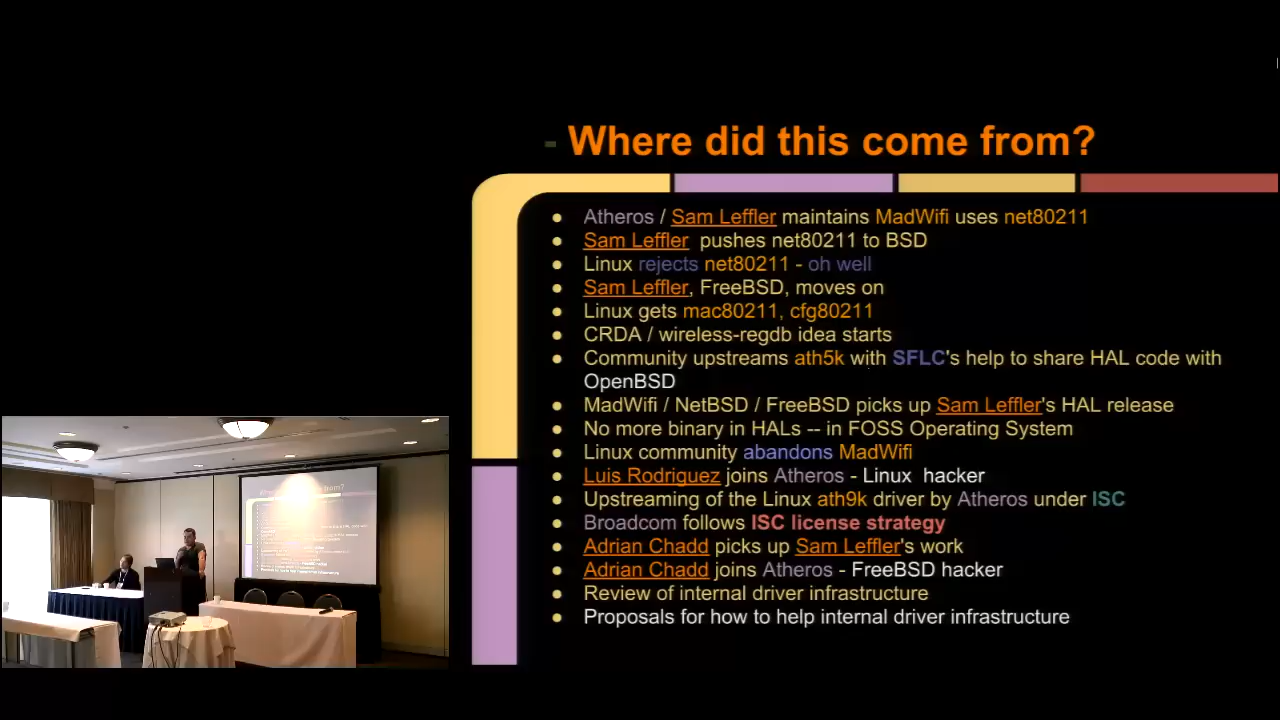 - Where did this come from?
● Atheros / Sam Leffler maintains MadWifi uses net80211
● Sam Leffler pushes net80211 to BSD
● Linux rejects net80211 - oh well
● Sam Leffler, FreeBSD, moves on
● Linux gets mac80211, cfg80211
● CRDA / wireless-regdb idea starts
● Community upstreams ath5k with SFLC's help to share HAL code with
OpenBSD
● MadWifi / NetBSD / FreeBSD picks up Sam Leffler's HAL release
● No more binary in HALs -- in FOSS Operating System
● Linux community abandons MadWifi
● Luis Rodriguez joins Atheros - Linux hacker
● Upstreaming of the Linux ath9k driver by Atheros under ISC
● Broadcom follows ISC license strategy
● Adrian Chadd picks up Sam Leffler's work
● Adrian Chadd joins Atheros - FreeBSD hacker
● Review of internal driver infrastructure
● Proposals for how to help internal driver infrastructure